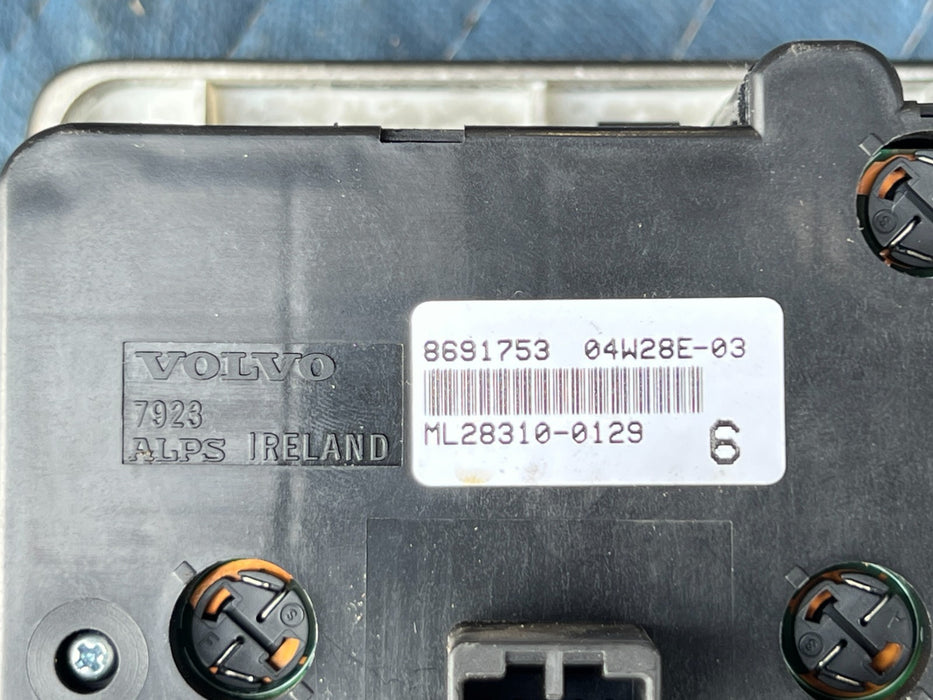 VOLVO
7923
ALPS IRELAND
8691753 04W28E-03
ML28310-0129
6